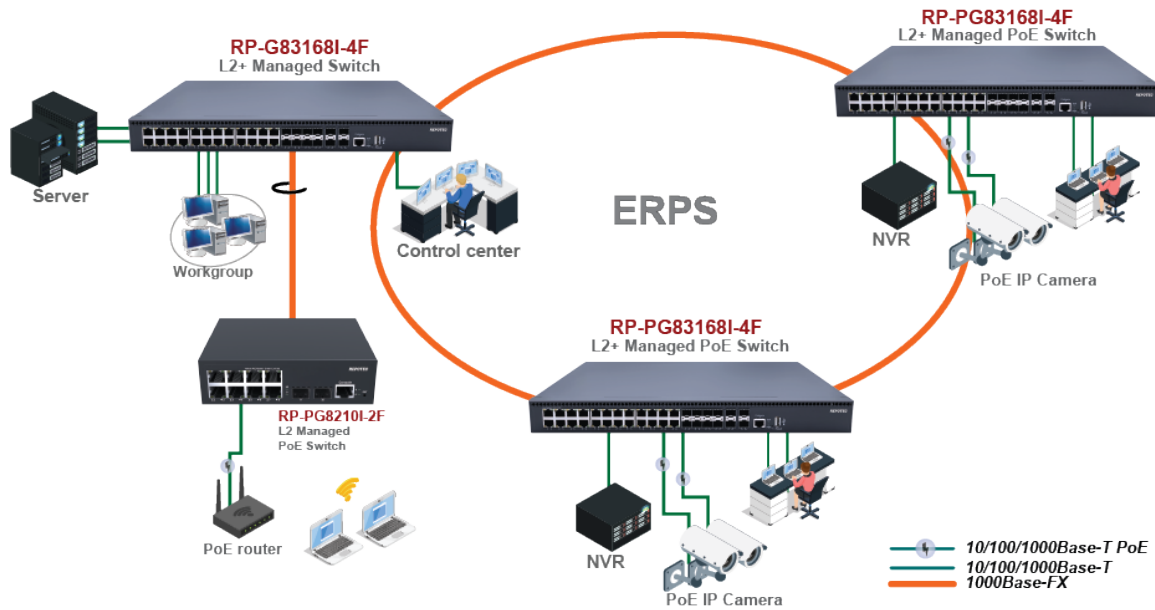 RP-G83168I-4F
L2+ Managed Switch
RP-PG83168I-4F
L2+ Managed PoE Switch
Server
Workgroup
Control center
ERPS
NVR
PoE IP Camera
RP-PG83168I-4F
L2+ Managed PoE Switch
RP-PG8210I-2F
L2 Managed
PoE Switch
PoE router
NVR
PoE IP Camera
10/100/1000Base-T PoE
10/100/1000Base-T
1000Base-FX